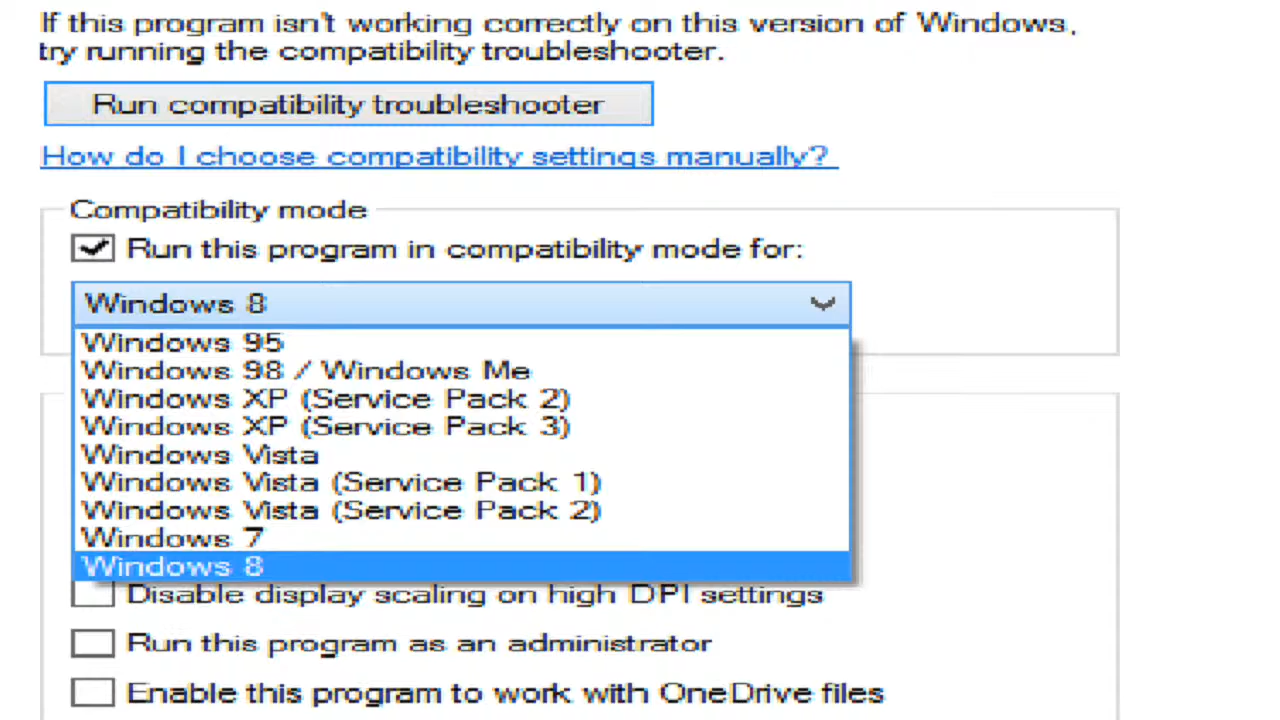 If this program isn't working correctly on this version of Windows,
try running the compatibility troubleshooter.
Run compatibility troubleshooter
How do I choose compatibility settings manually?
Compatibility mode
Run this program in compatibility mode for:
Windows 8
Windows 95
Windows 98 / Windows Me
Windows XP (Service Pack 2)
Windows XP (Service Pack 3)
Windows Vista
Windows Vista (Service Pack 1)
Windows Vista (Service Pack 2)
Windows 7
Windows 8
Disable display scaling on high DPI settings
Run this program as an administrator
Enable this program to work with OneDrive files